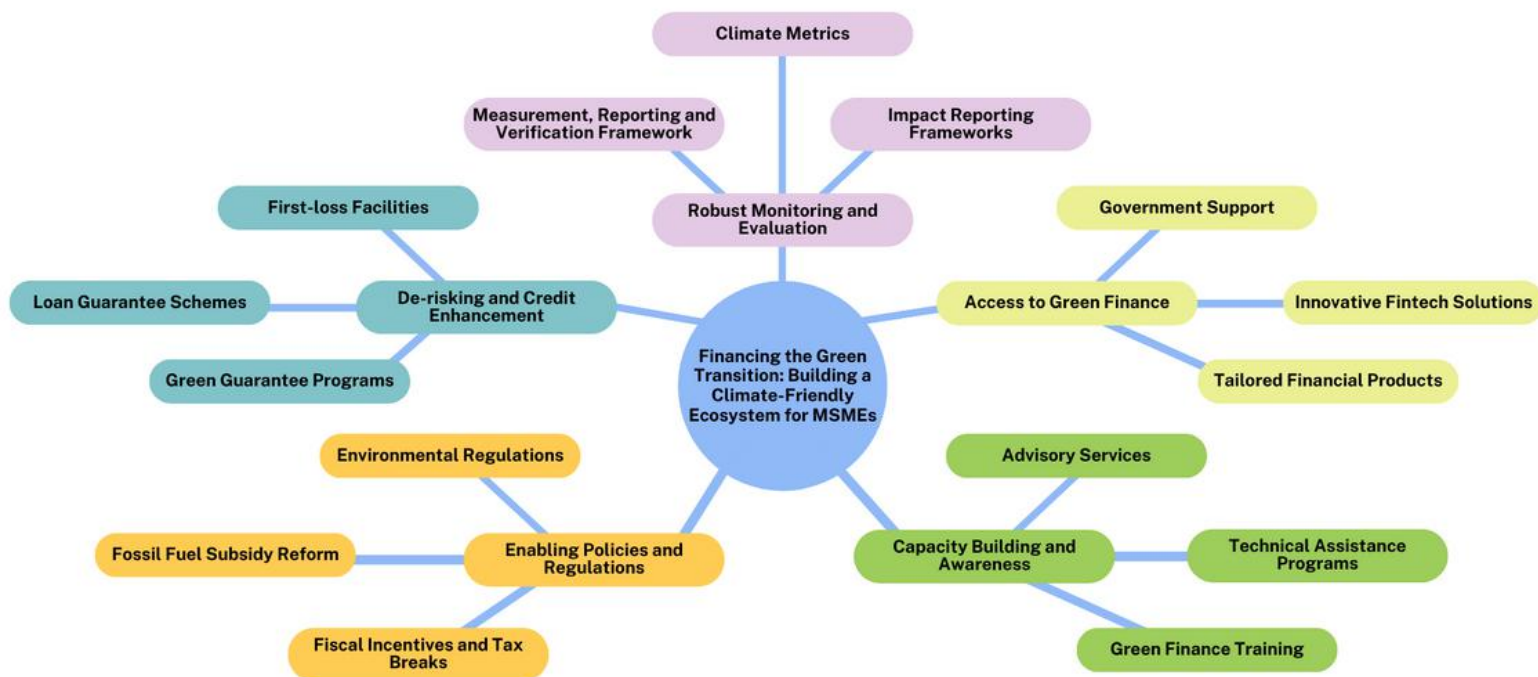 Climate Metrics
Measurement, Reporting and
Verification Framework
Impact Reporting
Frameworks
Robust Monitoring and
Evaluation
First-loss Facilities
Loan Guarantee Schemes
De-risking and Credit
Enhancement
Green Guarantee Programs
Government Support
Access to Green Finance
Innovative Fintech Solutions
Tailored Financial Products
Financing the Green
Transition: Building a
Climate-Friendly
Ecosystem for MSMEs
Environmental Regulations
Fossil Fuel Subsidy Reform
Enabling Policies and
Regulations
Fiscal Incentives and Tax
Breaks
Advisory Services
Capacity Building and
Awareness
Technical Assistance
Programs
Green Finance Training